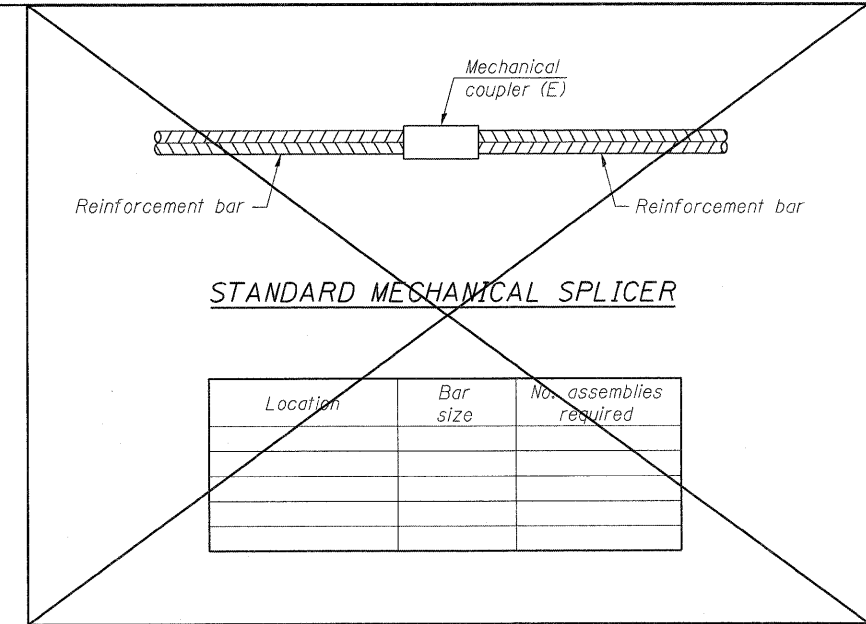 Mechanical
coupler (E)
Reinforcement bar
Reinforcement bar
STANDARD MECHANICAL SPLICER
Location
Bar
size
No. assemblies
required